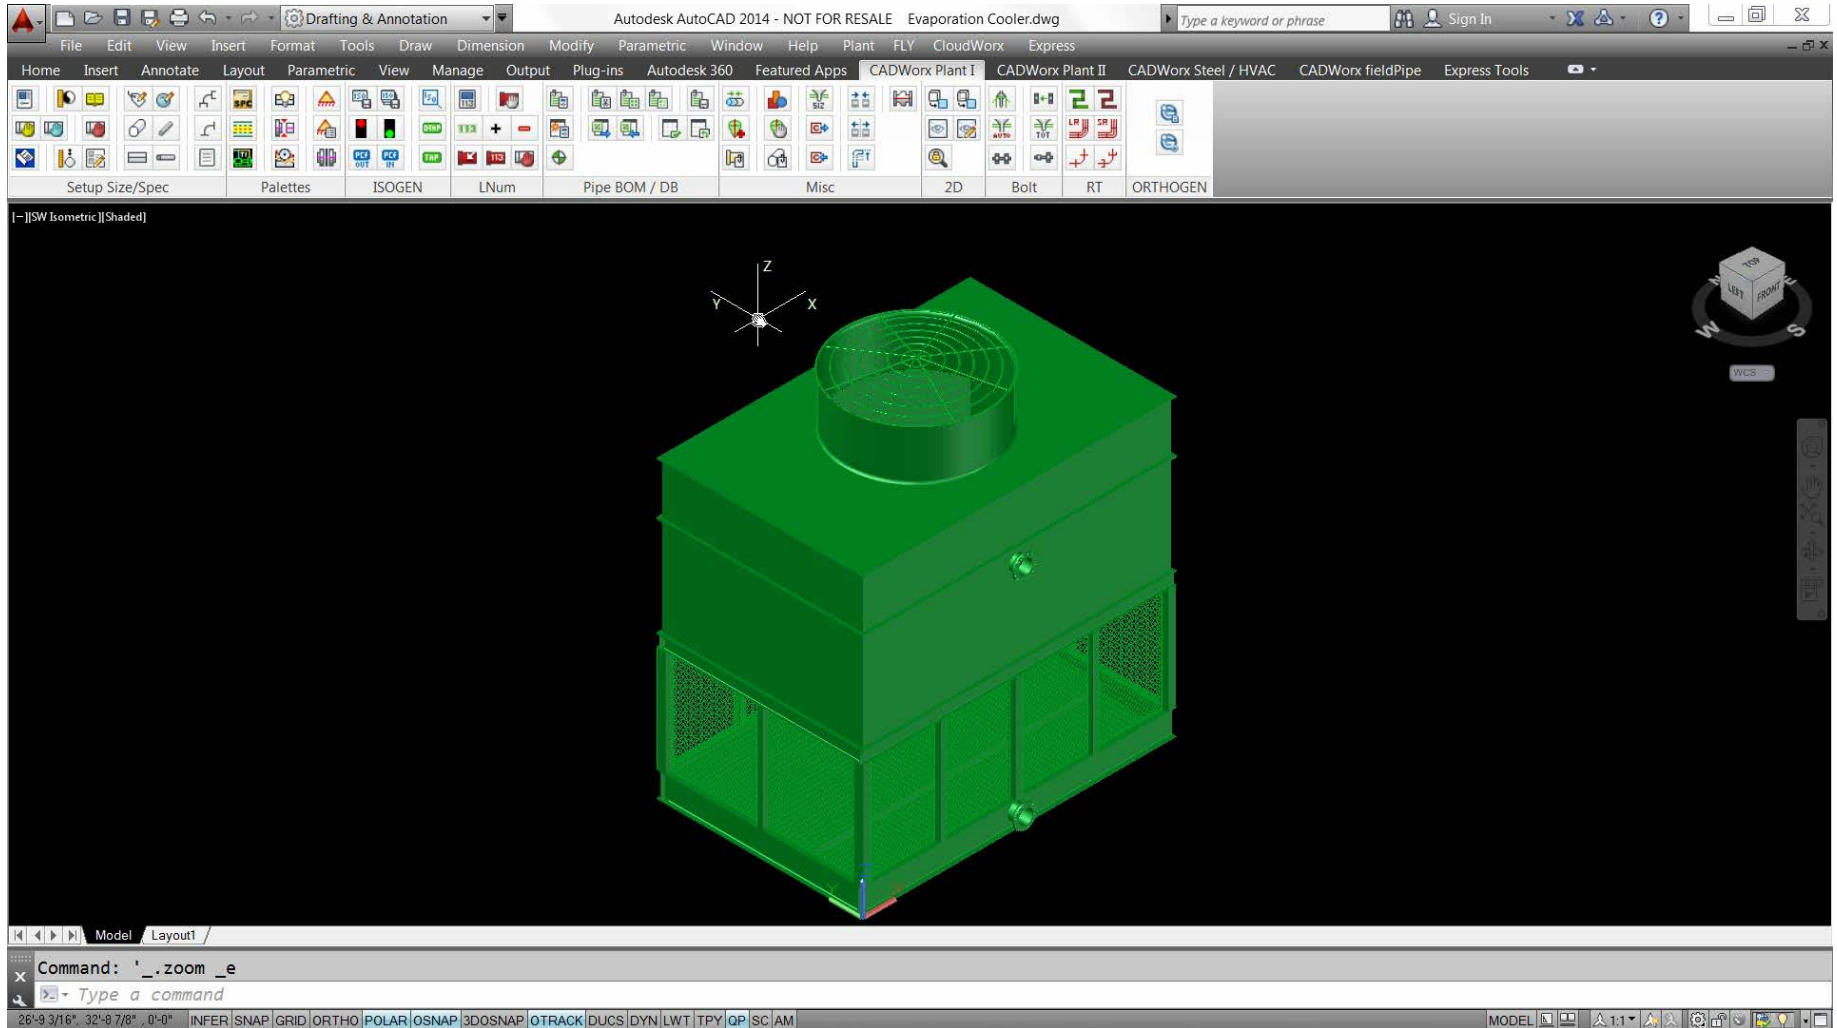 Drafting & Annotation
Autodesk AutoCAD 2014 - NOT FOR RESALE Evaporation Cooler.dwg
Type a keyword or phrase
Sign In
File Edit View Insert Format Tools Draw Dimension Modify Parametric Window Help Plant FLY CloudWorx Express
Home Insert Annotate Layout Parametric View Manage Output Plug-ins Autodesk 360 Featured Apps CADWorx Plant I CADWorx Plant II CADWorx Steel / HVAC CADWorx fieldPipe Express Tools
Setup Size/Spec Palettes ISOGEN LNum Pipe BOM / DB Misc 2D Bolt RT ORTHOGEN
[−][SW Isometric][Shaded]
Z
Y X
TOP
LEFT FRONT
W S
WCS
Model Layout1
Command: '_.zoom _e
Type a command
26'-9 3/16", 32'-8 7/8" , 0'-0" INFER SNAP GRID ORTHO POLAR OSNAP 3DOSNAP OTRACK DUCS DYN LWT TPY QP SC AM MODEL 1:1